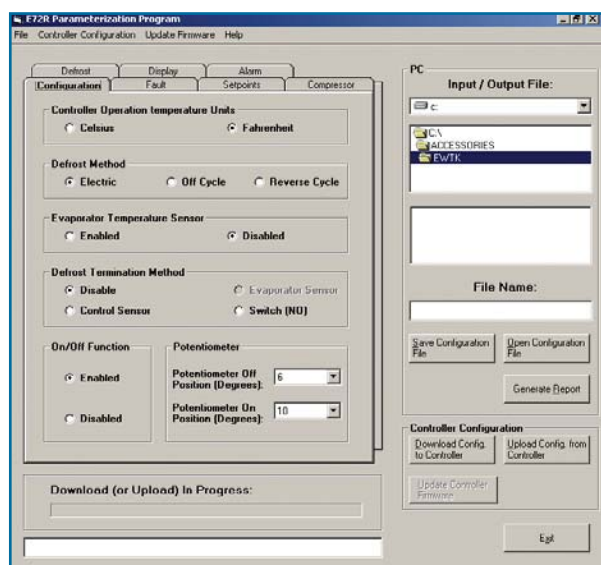 E72R Parameterization Program
File Controller Configuration Update Firmware Help
Defrost Display Alarm
Configuration Fault Setpoints Compressor
Controller Operation temperature Units
Celsius Fahrenheit
Defrost Method
Electric Off Cycle Reverse Cycle
Evaporator Temperature Sensor
Enabled Disabled
Defrost Termination Method
Disable Evaporator Sensor
Control Sensor Switch (NO)
On/Off Function
Enabled
Disabled
Potentiometer
Potentiometer Off
Position (Degrees): 6
Potentiometer On
Position (Degrees): 10
Download (or Upload) In Progress:
PC
Input / Output File:
c:
C:\
ACCESSORIES
EWTK
File Name:
Save Configuration
File
Open Configuration
File
Generate Report
Controller Configuration
Download Config.
to Controller
Upload Config. from
Controller
Update Controller
Firmware
Exit